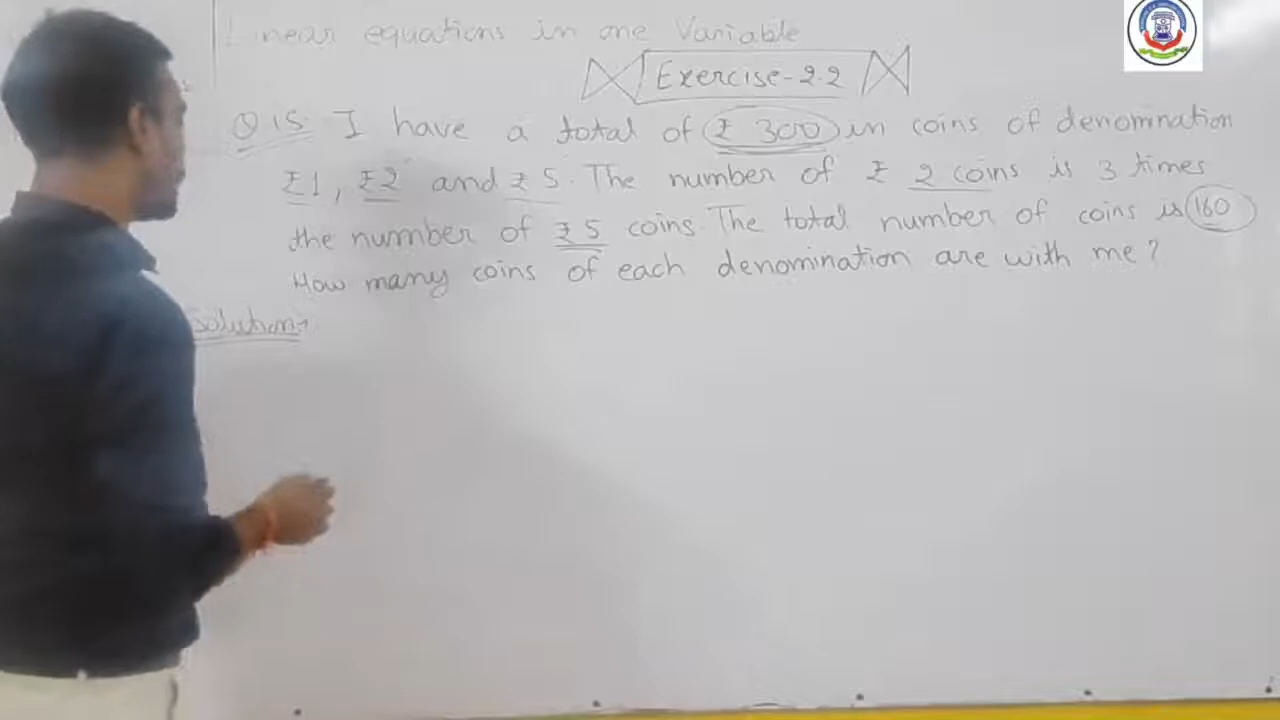 Linear equations in one Variable
Exercise-2.2
Q 15. I have a total of ₹ 300 in coins of denomination
₹1, ₹2 and ₹ 5. The number of ₹ 2 coins is 3 times
the number of ₹ 5 coins. The total number of coins is 160
How many coins of each denomination are with me?
Solution:-